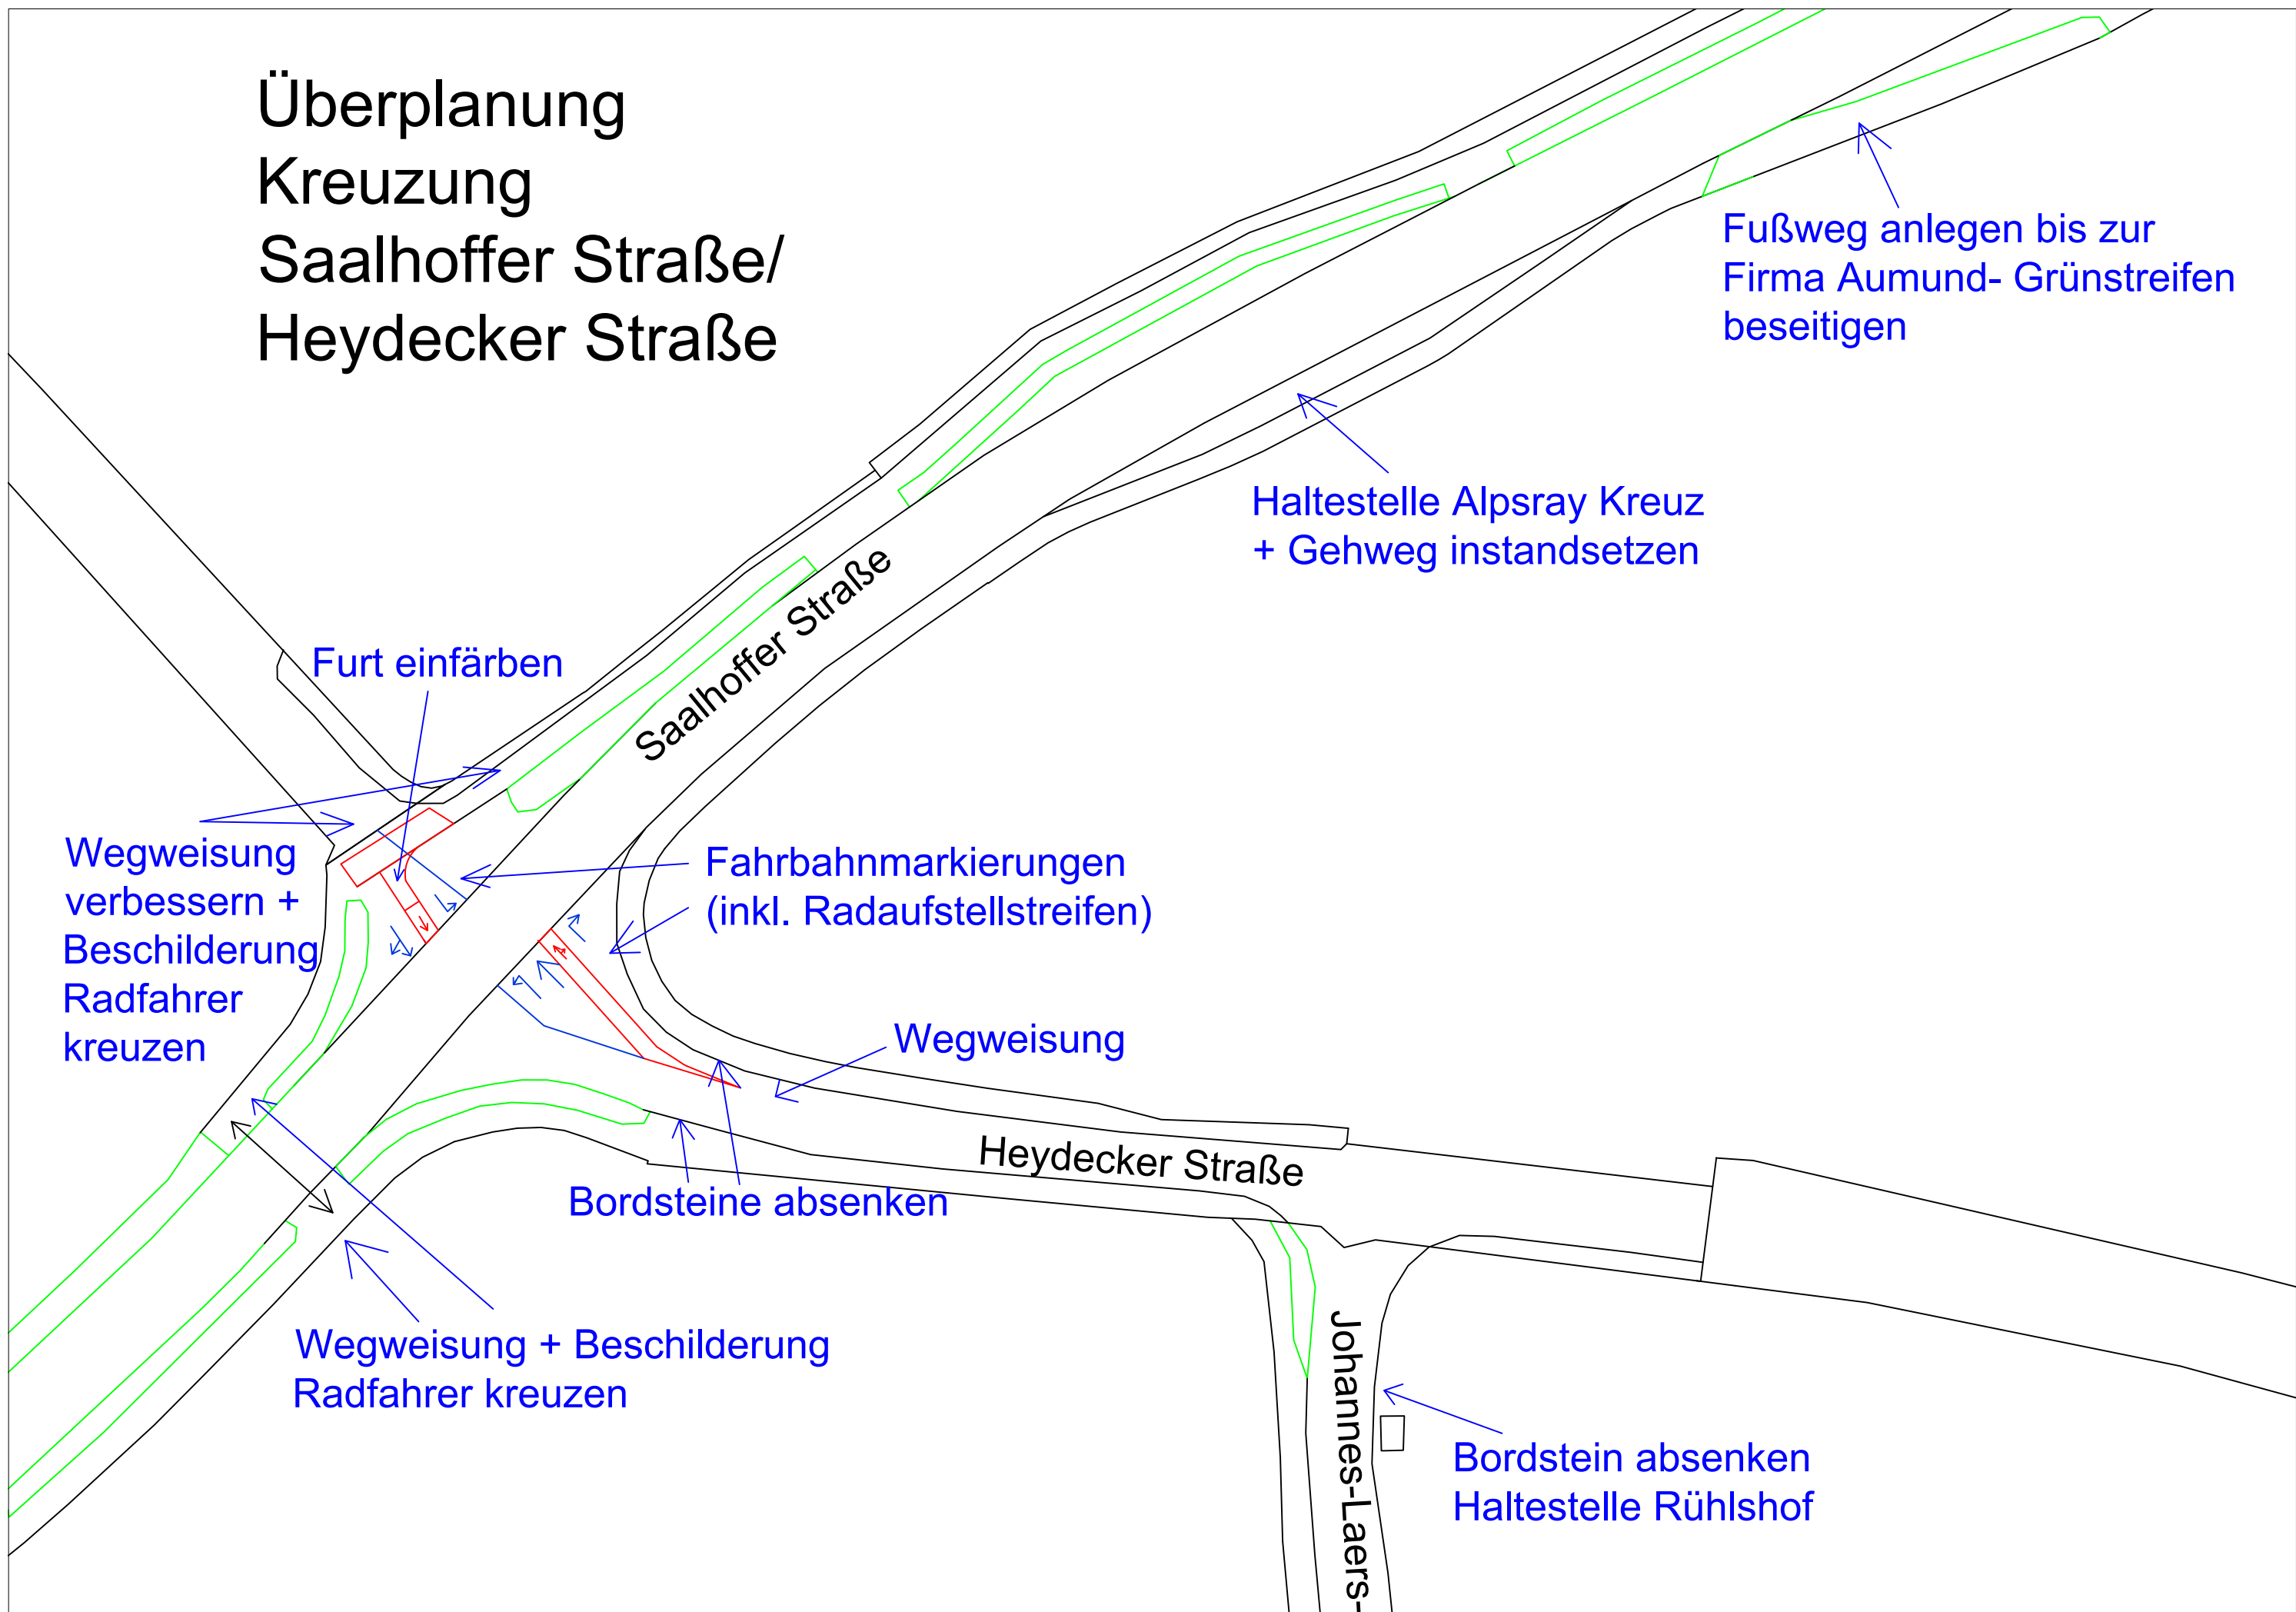 Überplanung
Kreuzung
Saalhoffer Straße/
Heydecker Straße
Fußweg anlegen bis zur
Firma Aumund- Grünstreifen
beseitigen
Haltestelle Alpsray Kreuz
+ Gehweg instandsetzen
Saalhoffer Straße
Furt einfärben
Wegweisung
verbessern +
Beschilderung
Radfahrer
kreuzen
Fahrbahnmarkierungen
(inkl. Radaufstellstreifen)
Wegweisung
Heydecker Straße
Bordsteine absenken
Wegweisung + Beschilderung
Radfahrer kreuzen
Johannes-Laers-
Bordstein absenken
Haltestelle Rühlshof